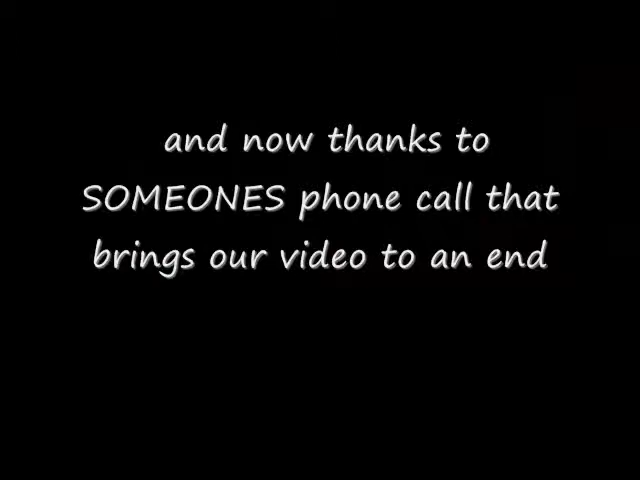 and now thanks to
SOMEONES phone call that
brings our video to an end